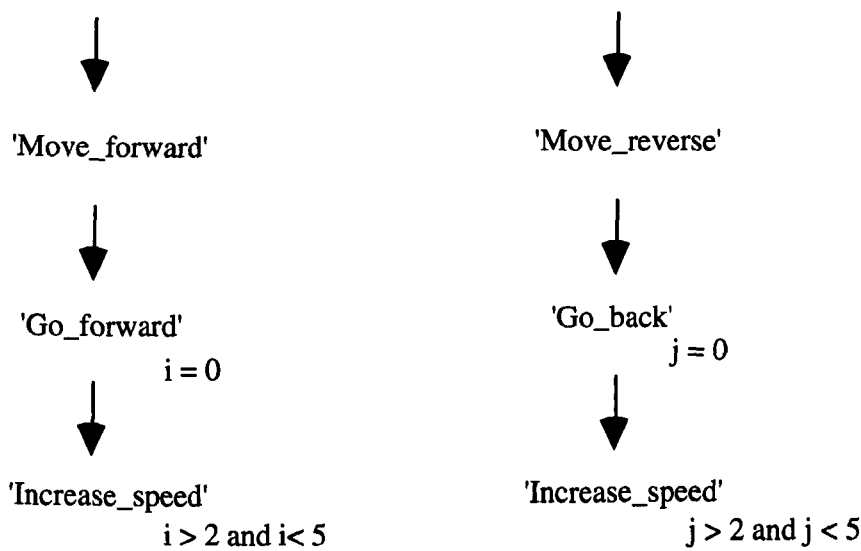 'Move_forward'
'Go_forward'
i = 0
'Increase_speed'
i > 2 and i< 5
'Move_reverse'
'Go_back'
j = 0
'Increase_speed'
j > 2 and j < 5